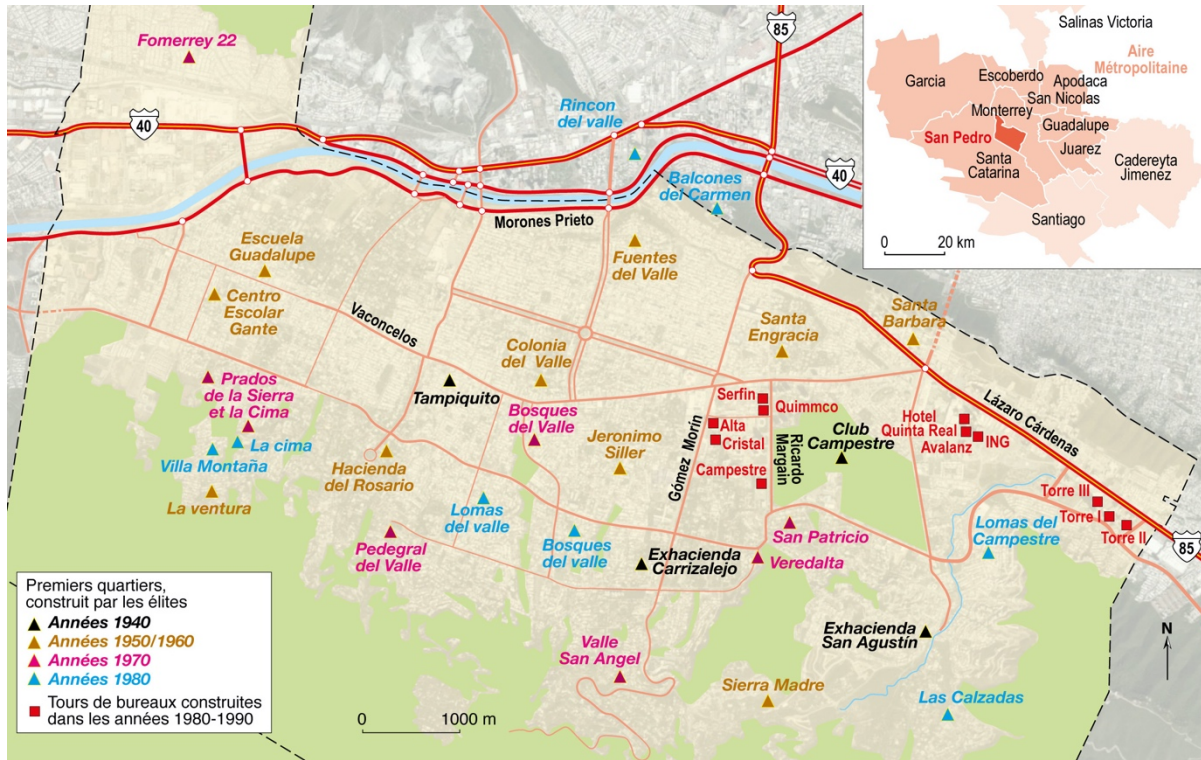 Fomerrey 22
40
85
Rincon
del valle
Balcones
del Carmen
40
Morones Prieto
Escuela
Guadalupe
Centro
Escolar
Gante
Fuentes
del Valle
Vaconcelos
Santa
Engracia
Santa
Barbara
Colonia
del Valle
Tampiquito
Prados
de la Sierra
et la Cima
La cima
Villa Montaña
La ventura
Bosques
del Valle
Hacienda
del Rosario
Jeronimo
Siller
Serfin
Quimmco
Alta
Cristal
Campestre
Gómez Morín
Ricardo
Margain
Club
Campestre
Hotel
Quinta Real
Avalanz
ING
Lázaro Cárdenas
Torre III
Torre I
Torre II
85
Lomas
del valle
Pedegral
del Valle
Bosques
del valle
Exhacienda
Carrizalejo
San Patricio
Veredalta
Lomas del
Campestre
Exhacienda
San Agustín
Valle
San Angel
Sierra Madre
Las Calzadas
N
0 1000 m
Premiers quartiers,
construit par les élites
Années 1940
Années 1950/1960
Années 1970
Années 1980
Tours de bureaux construites
dans les années 1980-1990
Salinas Victoria
Aire
Métropolitaine
Garcia
Escoberdo
Apodaca
San Nicolas
Monterrey
San Pedro
Guadalupe
Juarez
Santa
Catarina
Cadereyta
Jimenéz
Santiago
0 20 km